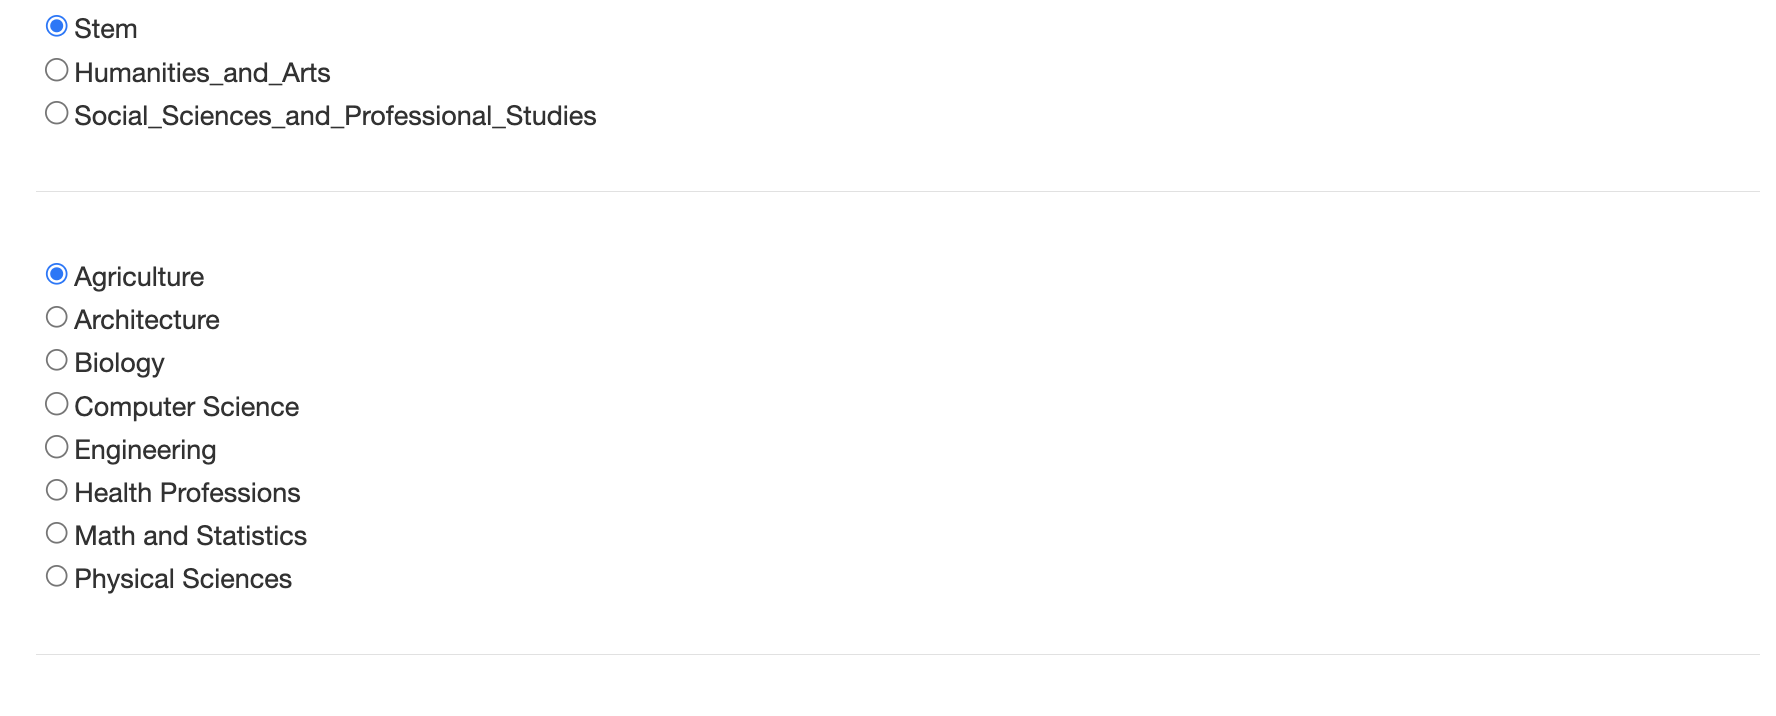 Stem
Humanities_and_Arts
Social_Sciences_and_Professional_Studies
Agriculture
Architecture
Biology
Computer Science
Engineering
Health Professions
Math and Statistics
Physical Sciences